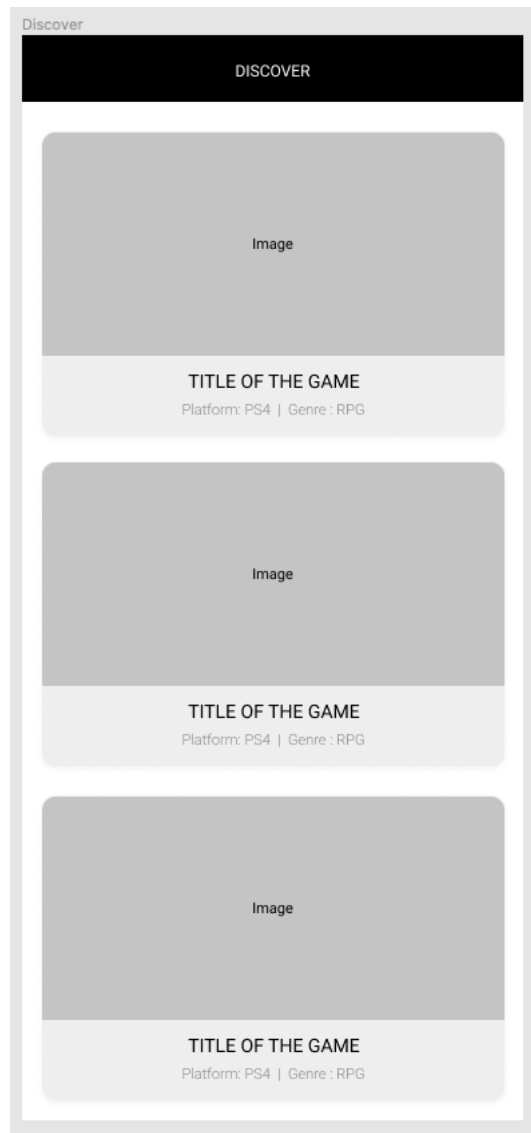 Discover
DISCOVER
Image
TITLE OF THE GAME
Platform: PS4 | Genre : RPG
Image
TITLE OF THE GAME
Platform: PS4 | Genre : RPG
Image
TITLE OF THE GAME
Platform: PS4 | Genre : RPG